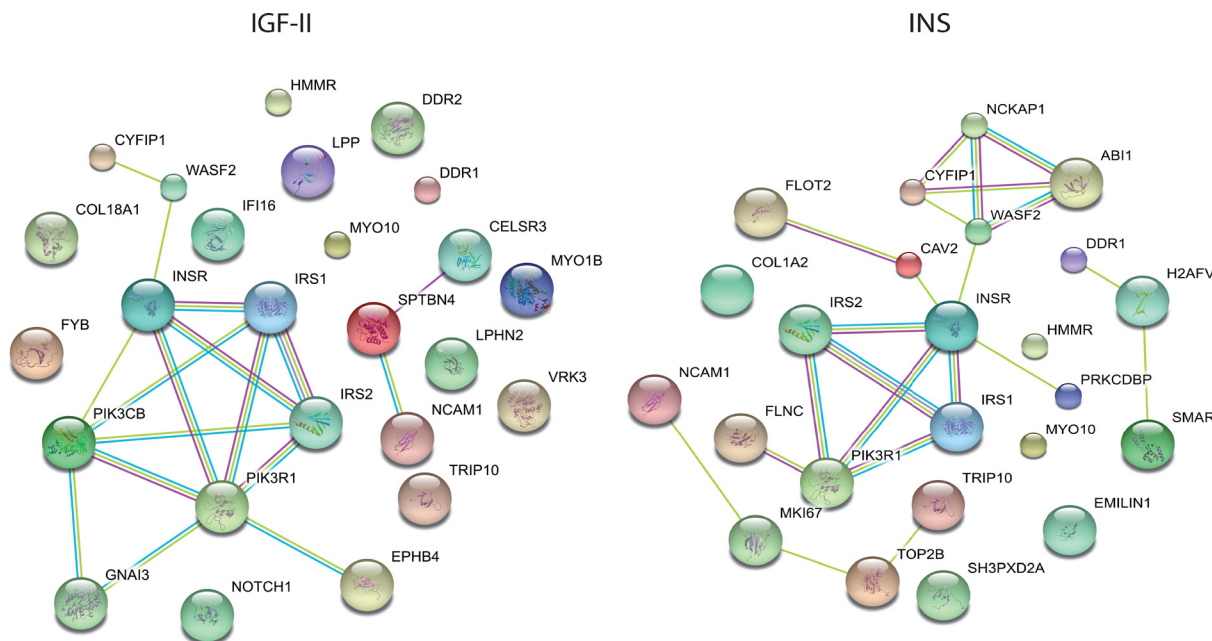 IGF-II
HMMR
DDR2
CYFIP1
LPP
WASF2
DDR1
COL18A1
IFI16
MYO10
CELSR3
INSR
IRS1
MYO1B
SPTBN4
FYB
LPHN2
VRK3
PIK3CB
IRS2
NCAM1
PIK3R1
TRIP10
EPHB4
GNAI3
NOTCH1
INS
NCKAP1
ABI1
CYFIP1
FLOT2
WASF2
CAV2
DDR1
COL1A2
H2AFV
INSR
IRS2
HMMR
NCAM1
PRKCDBP
IRS1
FLNC
SMAR
MYO10
PIK3R1
TRIP10
MKI67
EMILIN1
TOP2B
SH3PXD2A